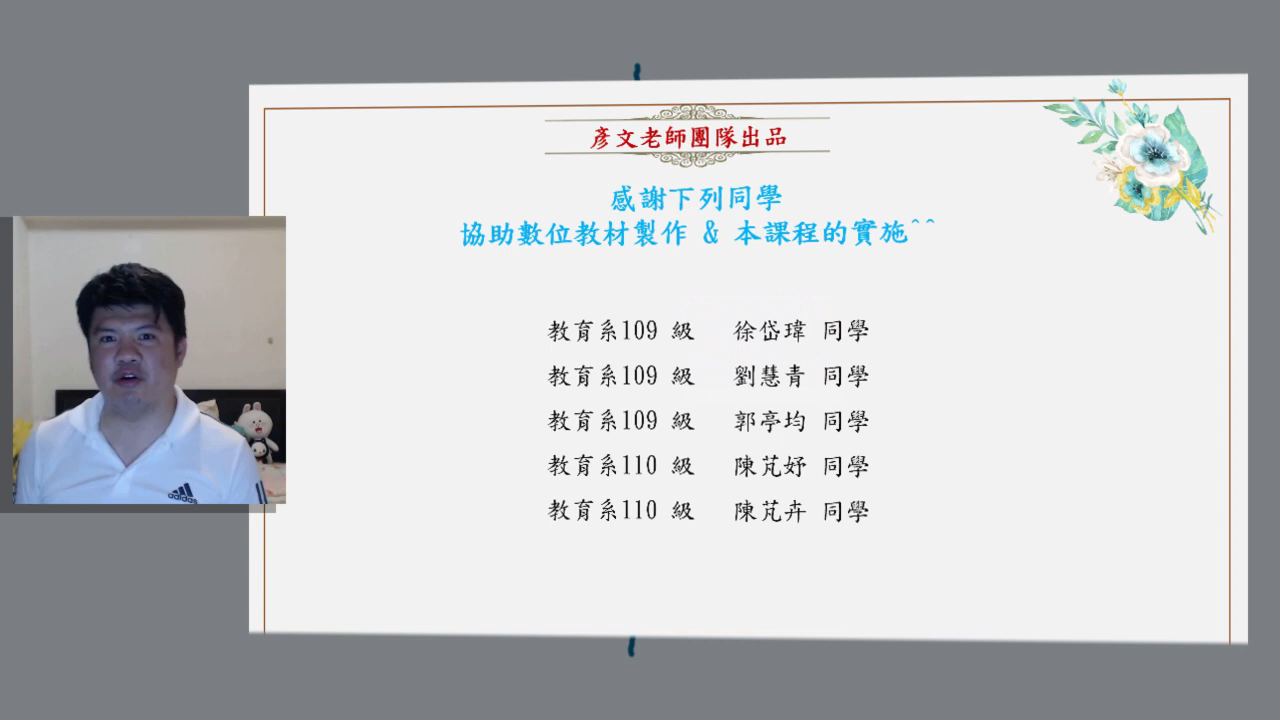 彥文老師團隊出品
感謝下列同學
協助數位教材製作 & 本課程的實施^^
教育系109 級 徐岱瑋 同學
教育系109 級 劉慧青 同學
教育系109 級 郭亭均 同學
教育系110 級 陳芃妤 同學
教育系110 級 陳芃卉 同學
adidas